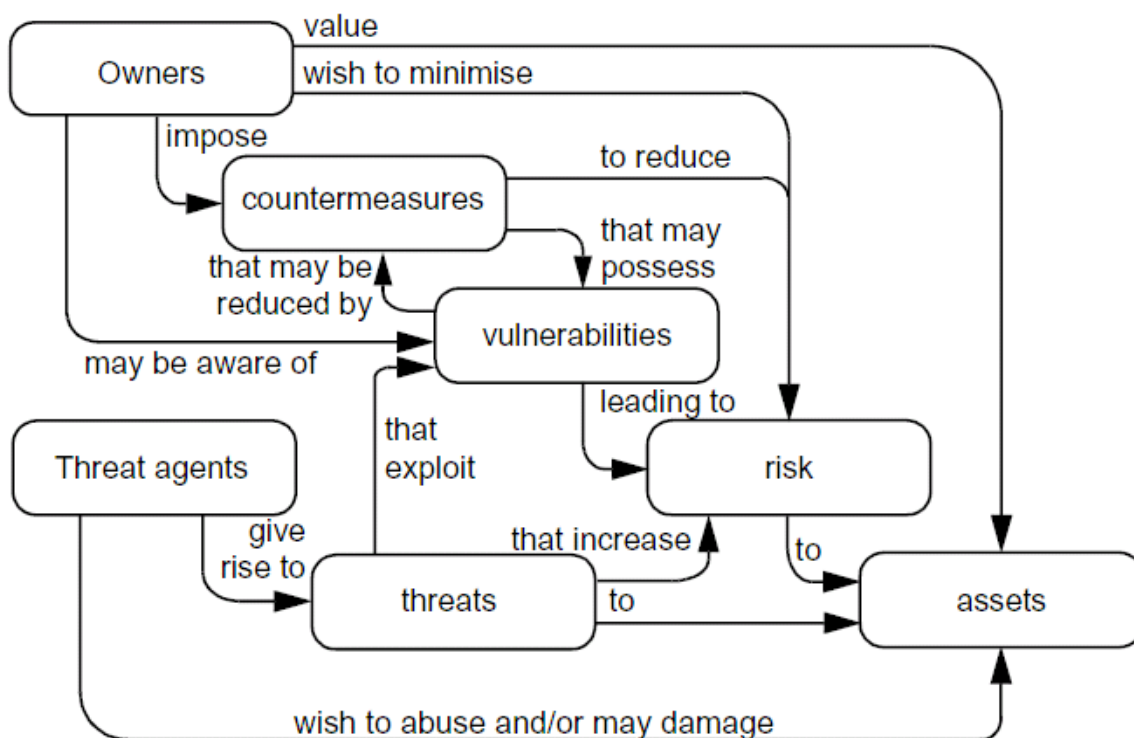 value
Owners
wish to minimise
impose
to reduce
countermeasures
that may
possess
that may be
reduced by
vulnerabilities
may be aware of
leading to
that
exploit
Threat agents
risk
give
rise to
that increase
to
threats
to
assets
wish to abuse and/or may damage